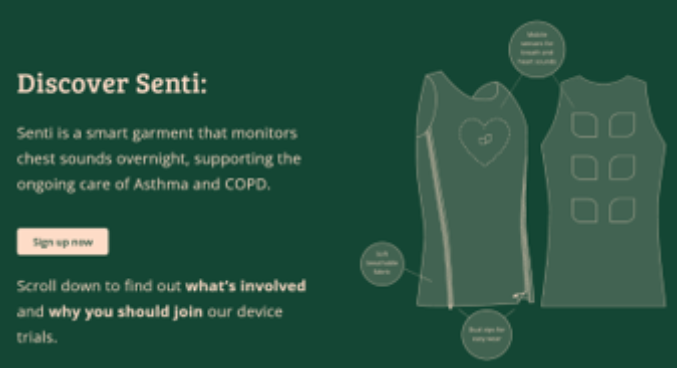 Discover Senti:
Senti is a smart garment that monitors
chest sounds overnight, supporting the
ongoing care of Asthma and COPD.
Sign up now
Scroll down to find out what's involved
and why you should join our device
trials.
Mobile
sensors for
breath and
heart sounds
Soft
breathable
fabric
Dual zips for
easy wear